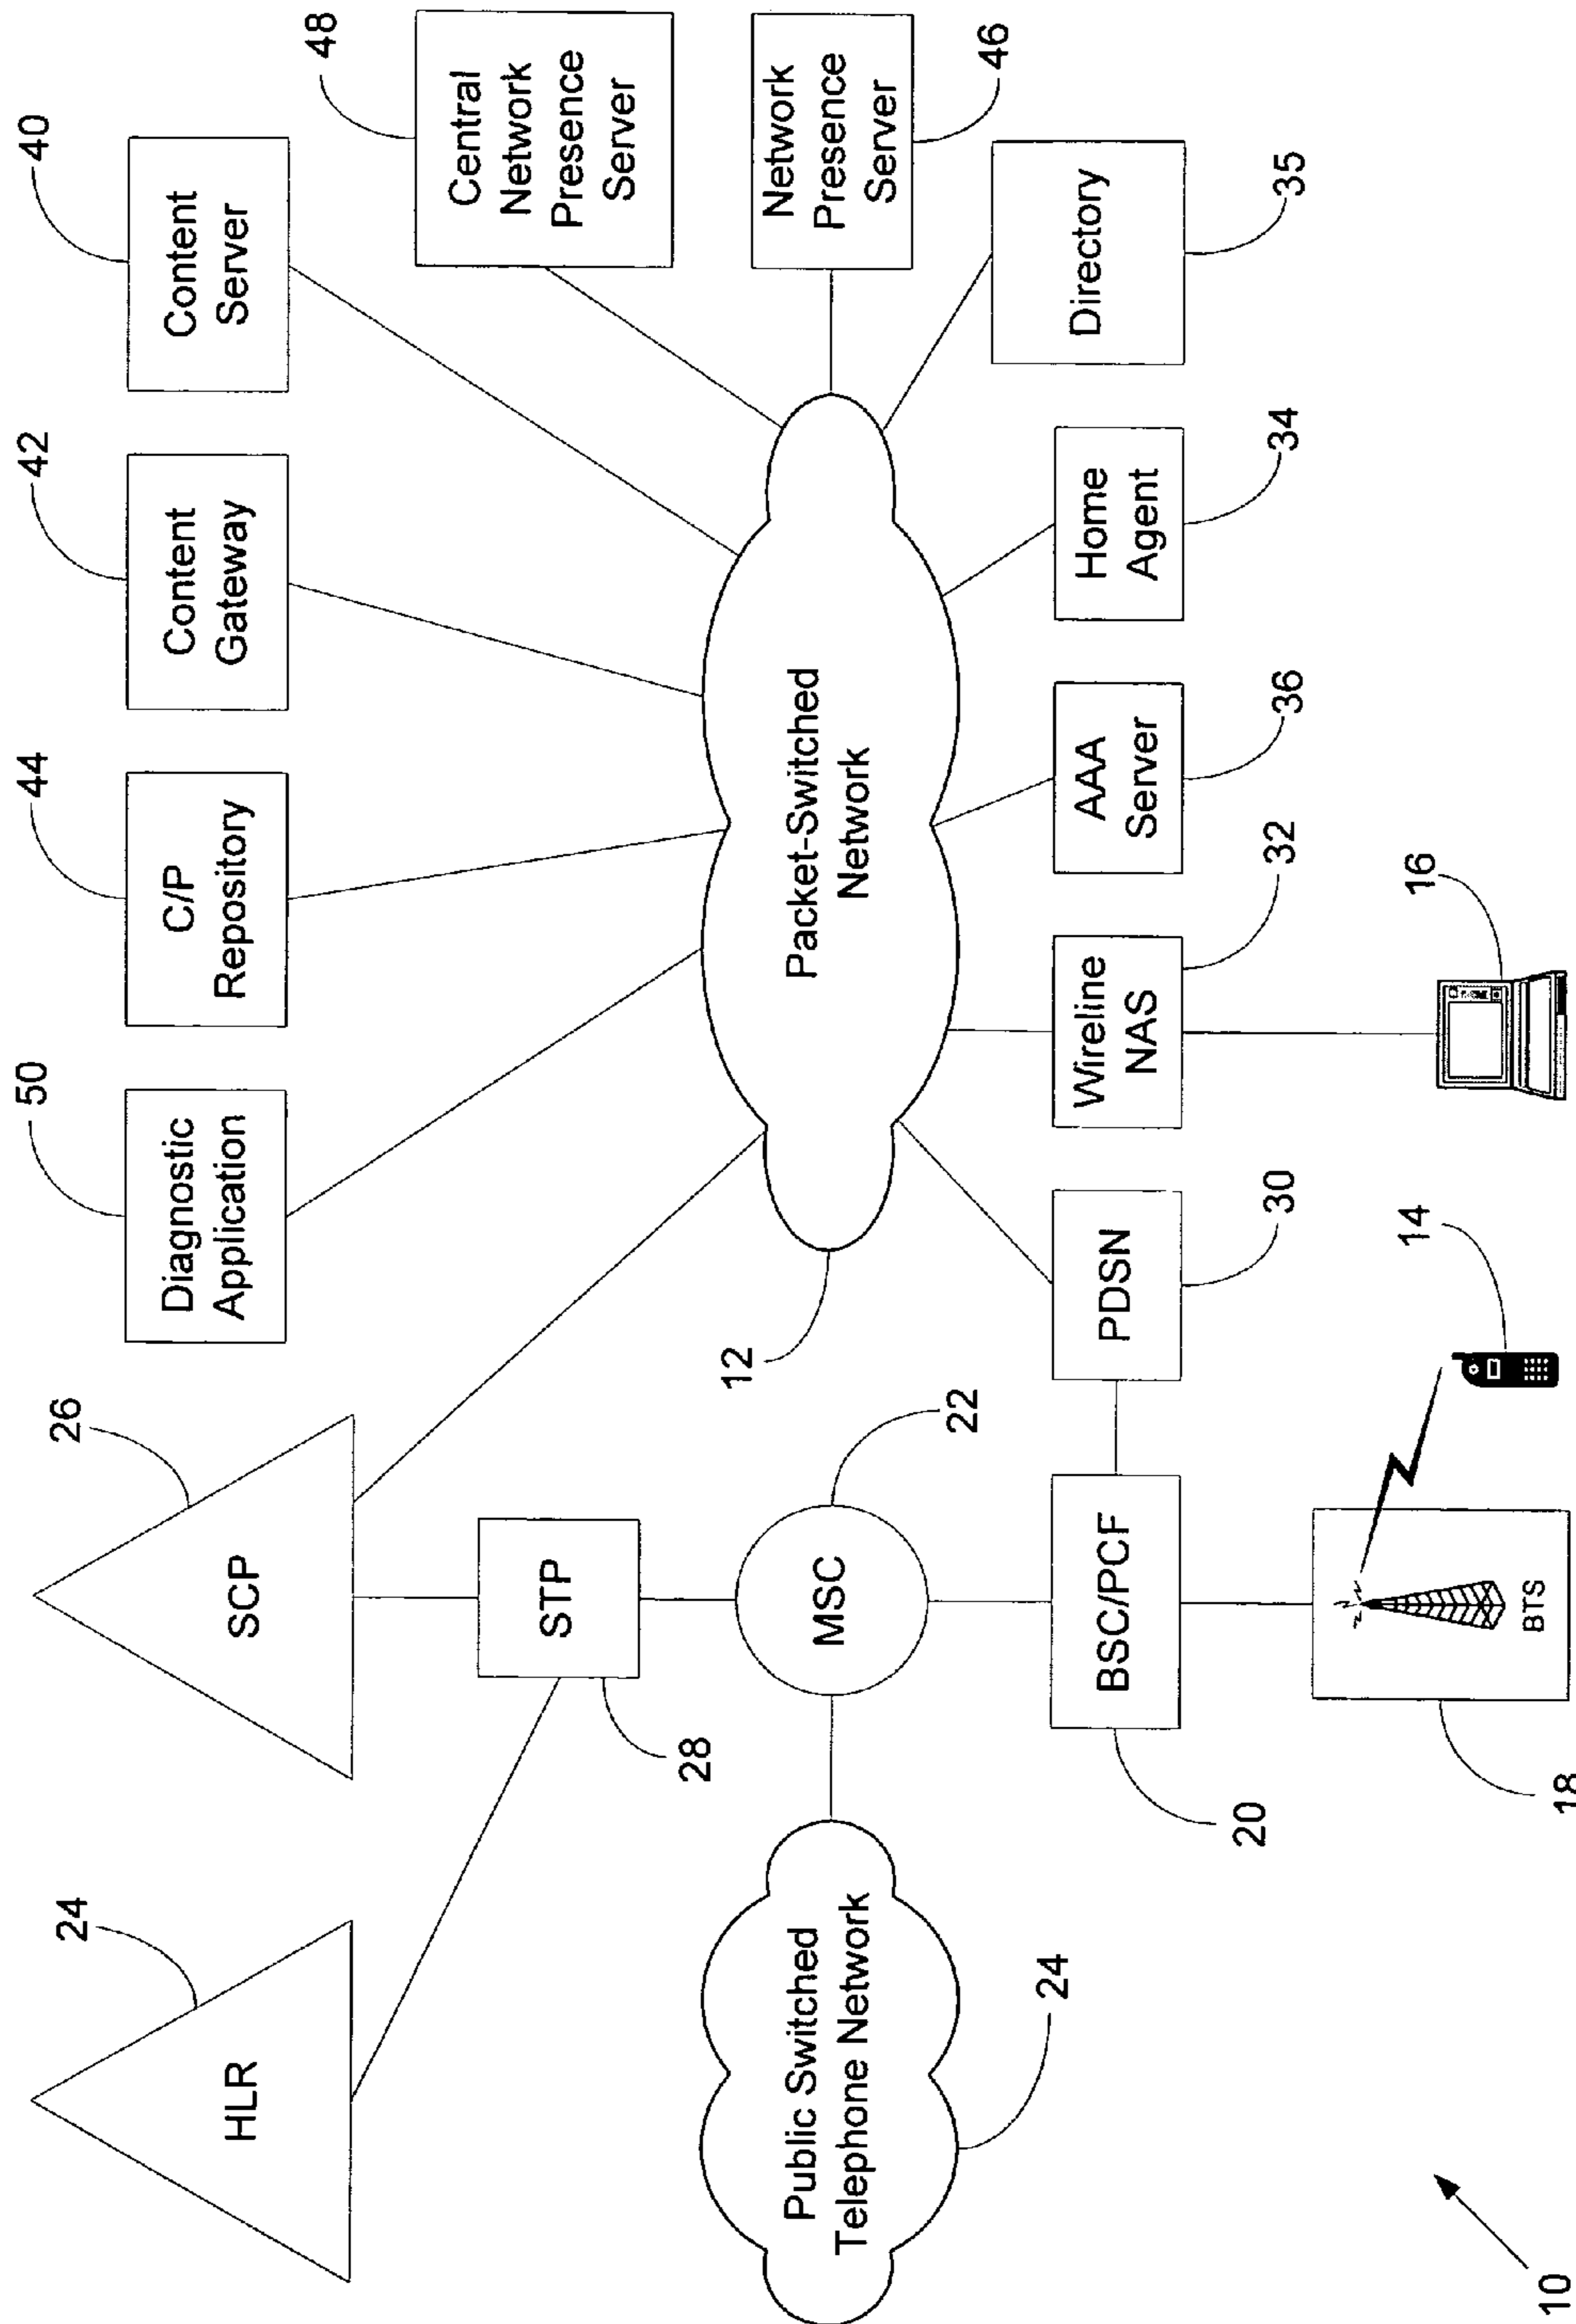 24
HLR
26
SCP
50
Diagnostic
Application
44
C/P
Repository
42
Content
Gateway
40
Content
Server
48
Central
Network
Presence
Server
28
STP
22
MSC
12
Packet-Switched
Network
Network
Presence
Server
46
Public Switched
Telephone Network
24
20
BSC/PCF
PDSN
30
Wireline
NAS
32
AAA
Server
36
Home
Agent
34
Directory
35
18
BTS
14
16
10